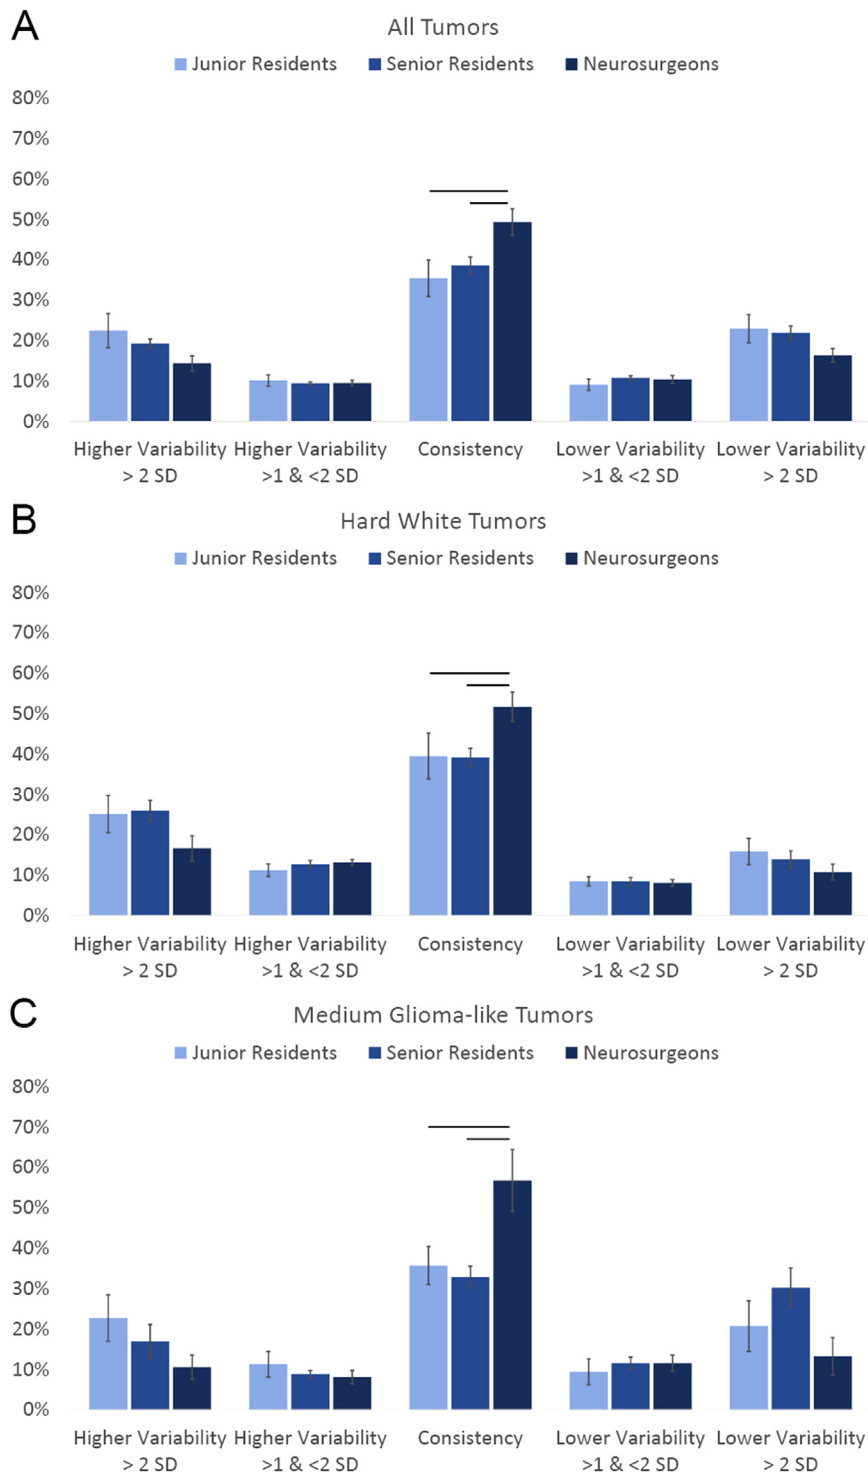 A
All Tumors
Junior Residents Senior Residents Neurosurgeons
80%
70%
60%
50%
40%
30%
20%
10%
0%
Higher Variability Higher Variability Consistency Lower Variability Lower Variability
> 2 SD >1 & <2 SD >1 & <2 SD > 2 SD
B
Hard White Tumors
Junior Residents Senior Residents Neurosurgeons
80%
70%
60%
50%
40%
30%
20%
10%
0%
Higher Variability Higher Variability Consistency Lower Variability Lower Variability
> 2 SD >1 & <2 SD >1 & <2 SD > 2 SD
C
Medium Glioma-like Tumors
Junior Residents Senior Residents Neurosurgeons
80%
70%
60%
50%
40%
30%
20%
10%
0%
Higher Variability Higher Variability Consistency Lower Variability Lower Variability
> 2 SD >1 & <2 SD >1 & <2 SD > 2 SD